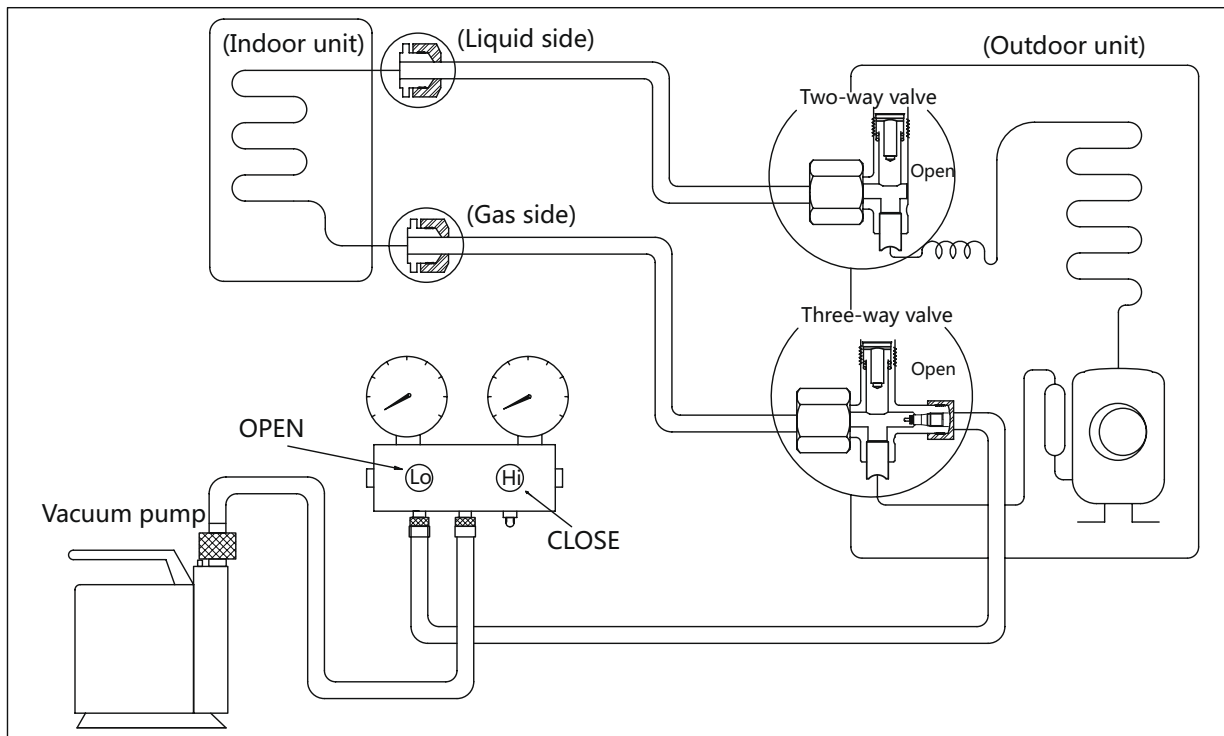 (Indoor unit)
(Liquid side)
(Outdoor unit)
Two-way valve
Open
(Gas side)
Three-way valve
Open
OPEN
Lo
Hi
CLOSE
Vacuum pump